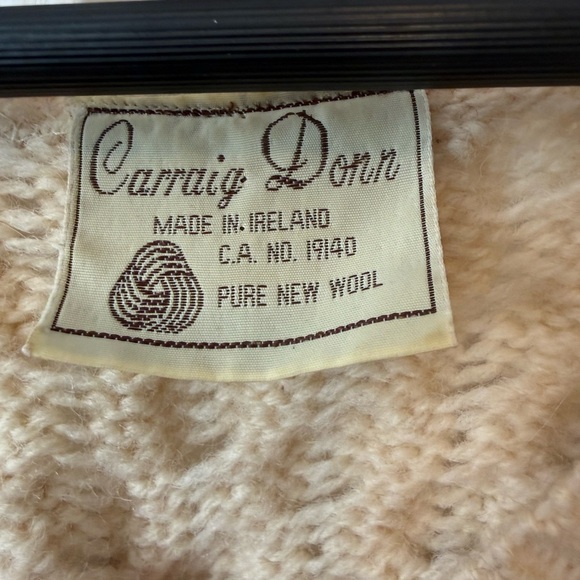 Carraig Donn
MADE IN IRELAND
C.A. NO. 19140
PURE NEW WOOL